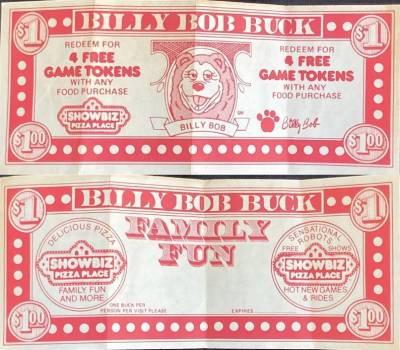 $1 BILLY BOB BUCK $1
REDEEM FOR
4 FREE
GAME TOKENS
WITH ANY
FOOD PURCHASE
SHOWBIZ
PIZZA PLACE
BILLY BOB
REDEEM FOR
4 FREE
GAME TOKENS
WITH ANY
FOOD PURCHASE
Billy Bob
$1.00 $1.00
$1 BILLY BOB BUCK $1
DELICIOUS PIZZA
SHOWBIZ
PIZZA PLACE
FAMILY FUN
AND MORE
FAMILY
FUN
SENSATIONAL
ROBOTS
FREE SHOWS
SHOWBIZ
PIZZA PLACE
HOT NEW GAMES
& RIDES
ONE BUCK PER
PERSON PER VISIT PLEASE
EXPIRES
$1.00 $1.00